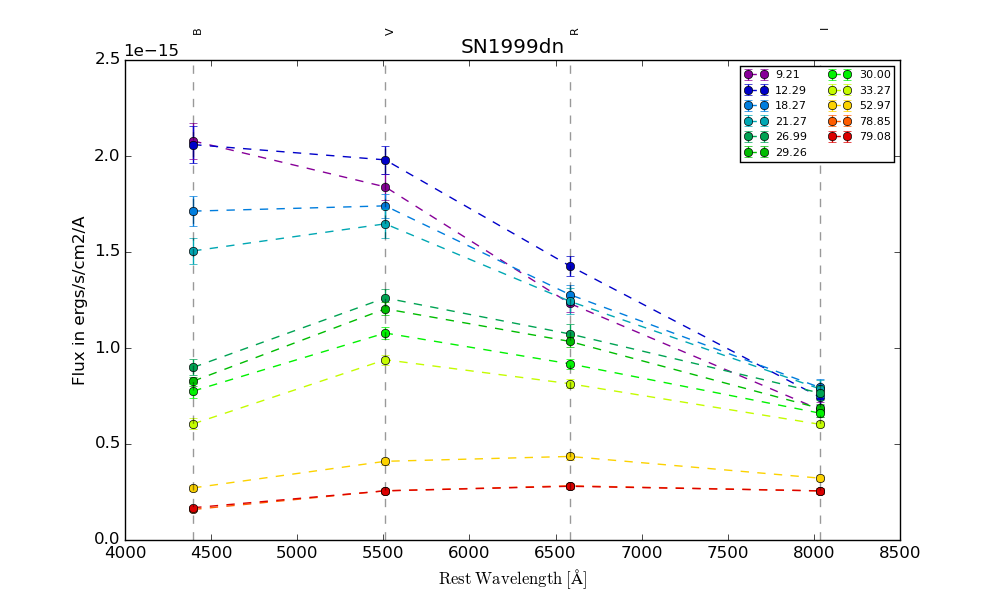 B V R I
SN1999dn
1e−15
2.5
2.0
1.5
1.0
0.5
0.0
Flux in ergs/s/cm2/A
9.21
12.29
18.27
21.27
26.99
29.26
30.00
33.27
52.97
78.85
79.08
4000 4500 5000 5500 6000 6500 7000 7500 8000 8500
Rest Wavelength [Å]